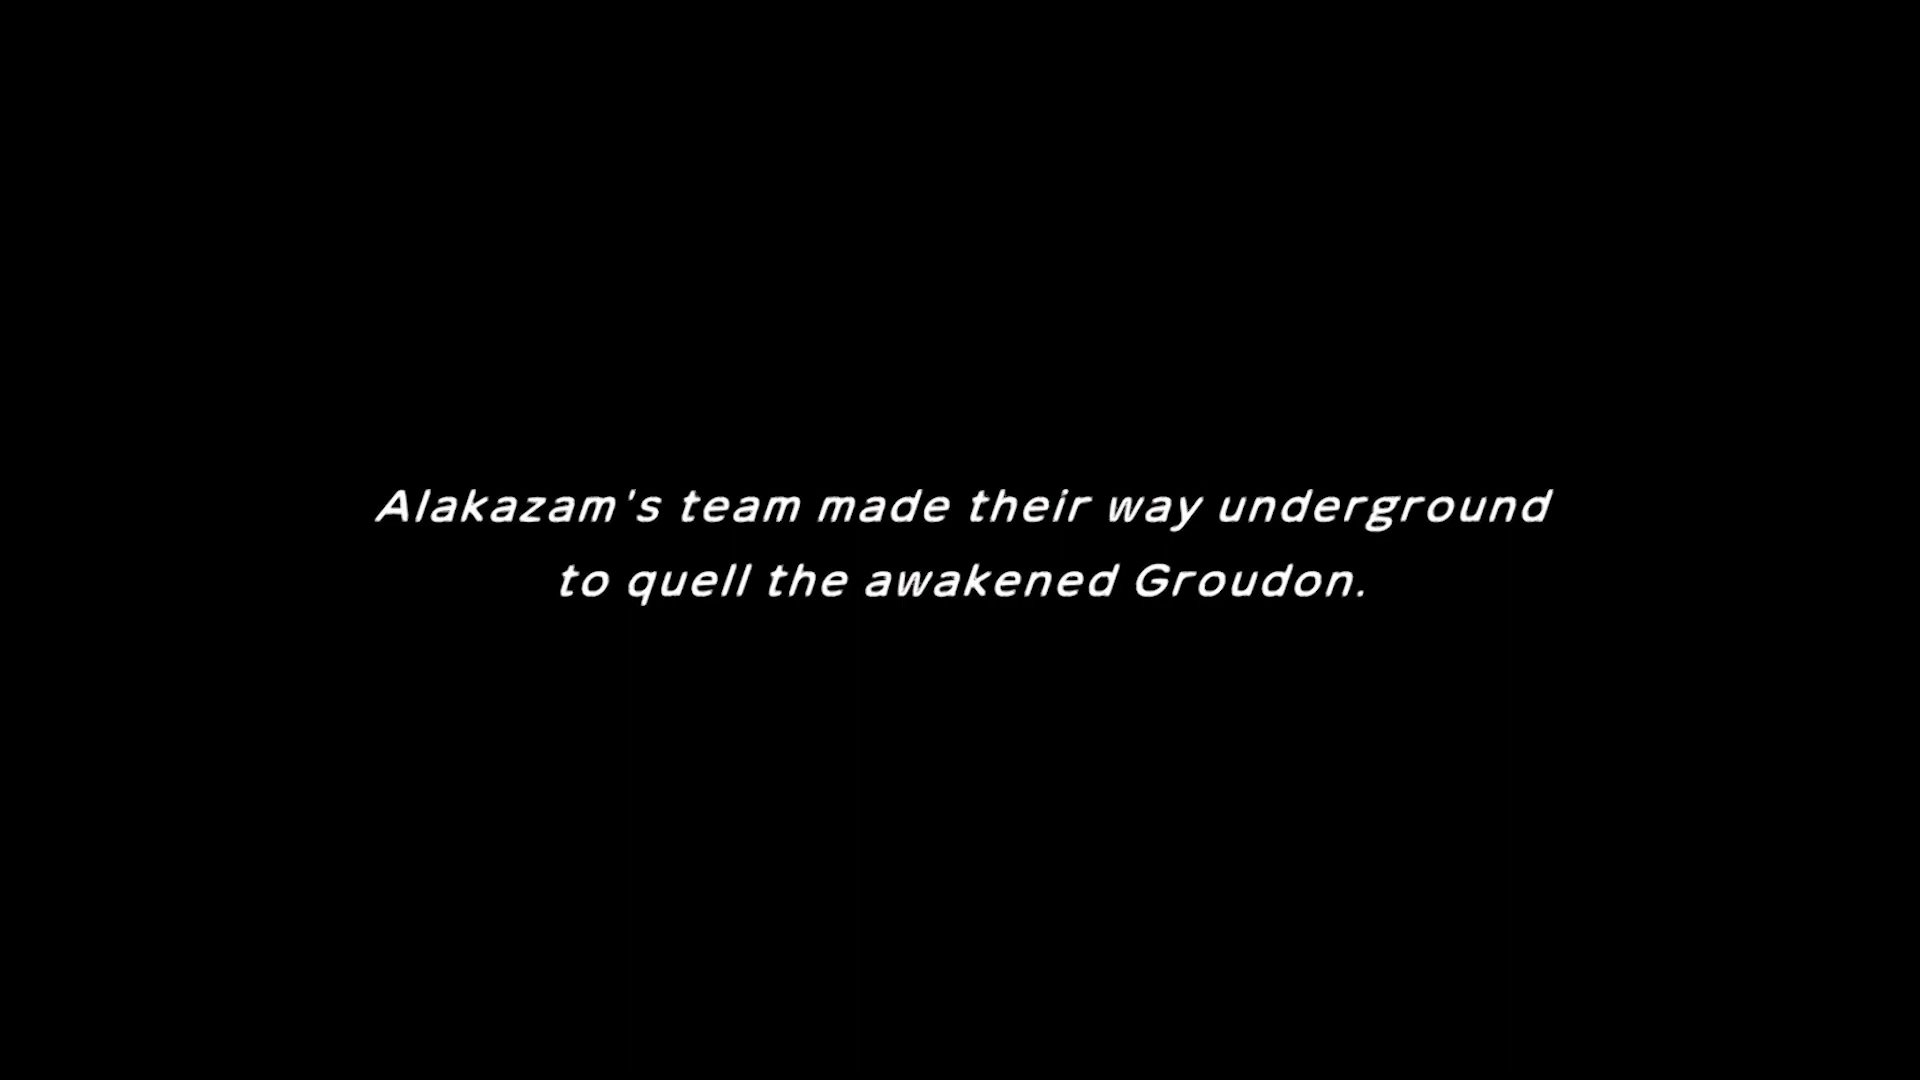 Alakazam's team made their way underground
to quell the awakened Groudon.